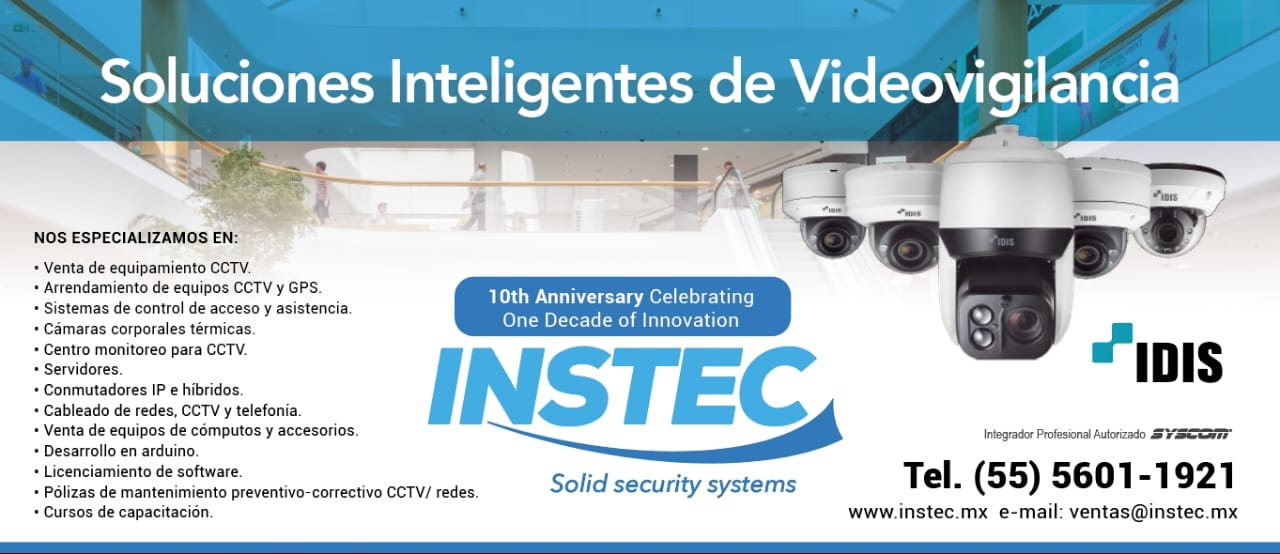 Soluciones Inteligentes de Videovigilancia
NOS ESPECIALIZAMOS EN:
• Venta de equipamiento CCTV.
• Arrendamiento de equipos CCTV y GPS.
• Sistemas de control de acceso y asistencia.
• Cámaras corporales térmicas.
• Centro monitoreo para CCTV.
• Servidores.
• Conmutadores IP e híbridos.
• Cableado de redes, CCTV y telefonía.
• Venta de equipos de cómputos y accesorios.
• Desarrollo en arduino.
• Licenciamiento de software.
• Pólizas de mantenimiento preventivo-correctivo CCTV/ redes.
• Cursos de capacitación.
10th Anniversary Celebrating
One Decade of Innovation
INSTEC
Solid security systems
IDIS
IDIS
IDIS
IDIS
IDIS
IDIS
Integrador Profesional Autorizado SYSCOM
Tel. (55) 5601-1921
www.instec.mx e-mail: ventas@instec.mx